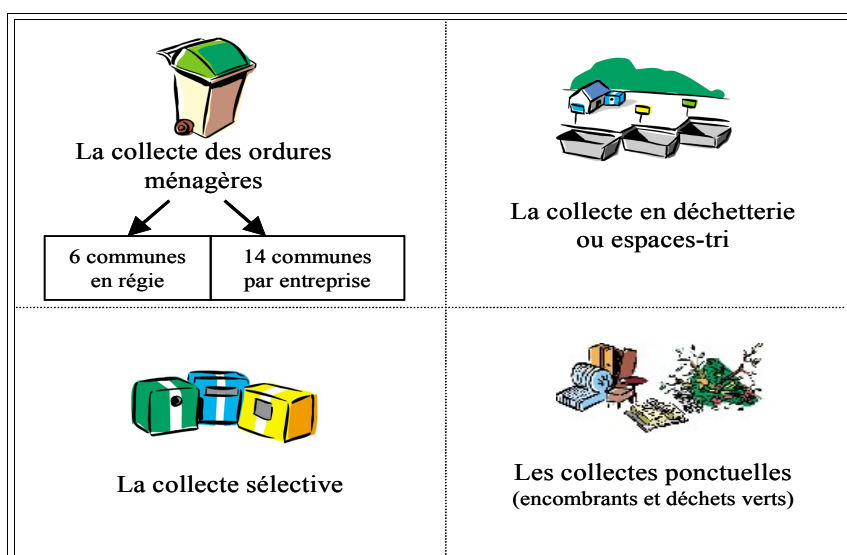 La collecte des ordures
ménagères
6 communes
en régie
14 communes
par entreprise
La collecte en déchetterie
ou espaces-tri
La collecte sélective
Les collectes ponctuelles
(encombrants et déchets verts)